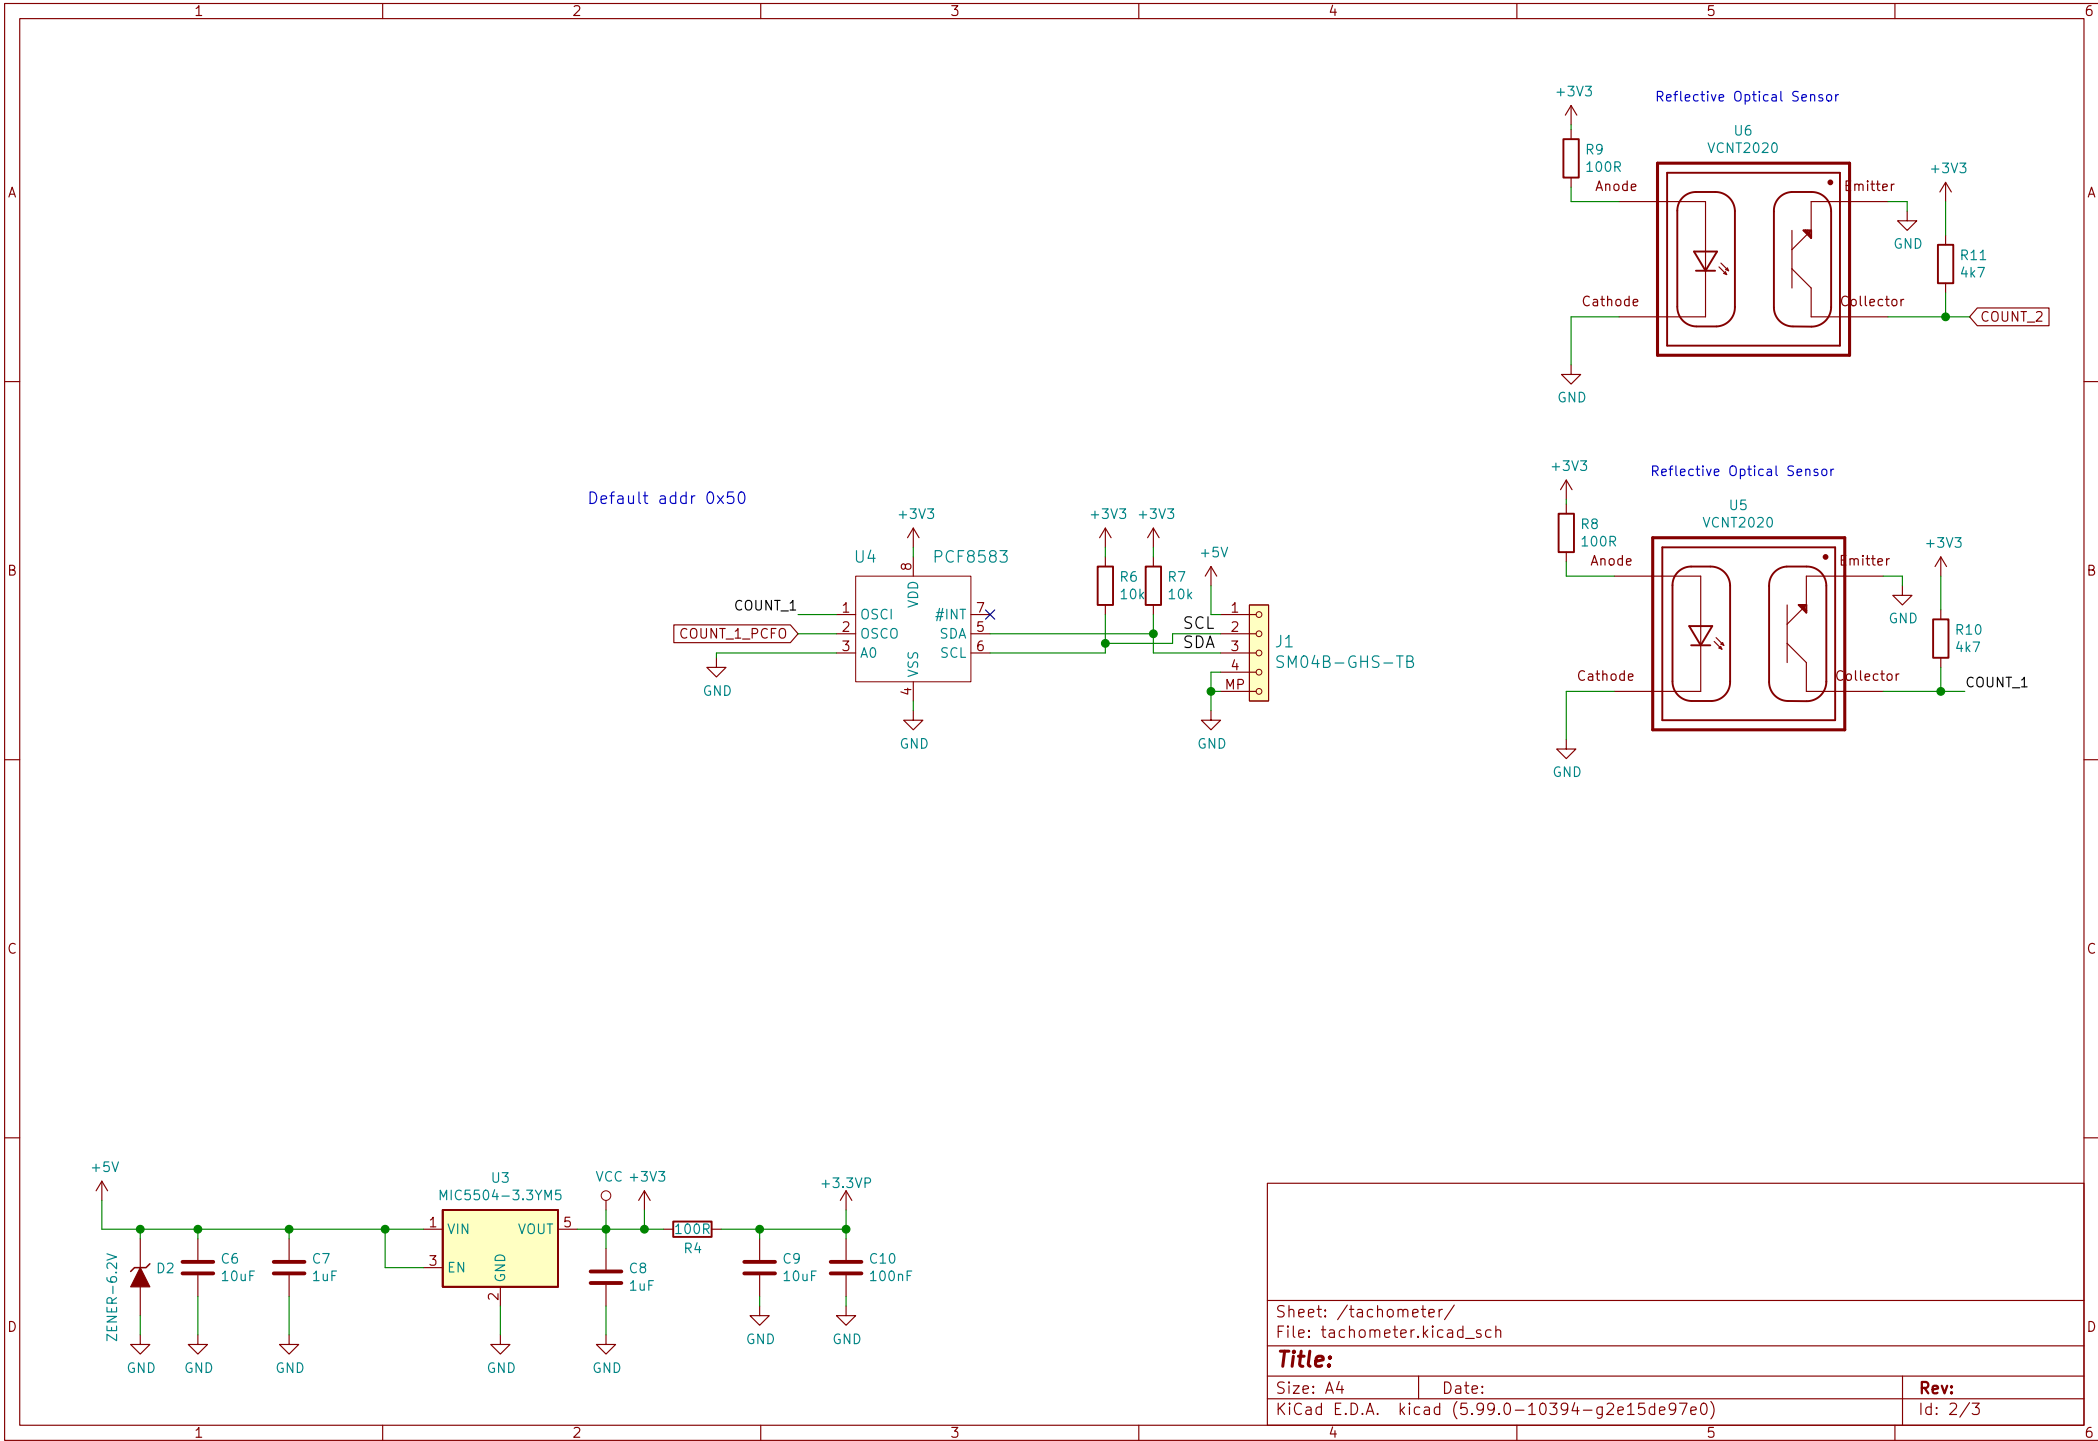 1 2 3 4 5 6
A A
B B
C C
D D
1 2 3 4 5 6
+3V3
Reflective Optical Sensor
U6
VCNT2020
R9
100R
Anode
Emitter
+3V3
GND
R11
4k7
Cathode
Collector
COUNT_2
GND
+3V3
Reflective Optical Sensor
U5
VCNT2020
R8
100R
Anode
Emitter
+3V3
GND
R10
4k7
Cathode
Collector
COUNT_1
GND
Default addr 0x50
+3V3
U4 PCF8583
8
VDD
COUNT_1 1 OSCI #INT 7
COUNT_1_PCFO 2 OSCO SDA 5
3 A0 SCL 6
VSS
4
GND
GND
+3V3 +3V3
R6
10k
R7
10k
+5V
1
SCL 2
SDA 3
4
MP
J1
SM04B-GHS-TB
GND
+5V
ZENER-6.2V
D2
C6
10uF
C7
1uF
U3
MIC5504-3.3YM5
1 VIN VOUT 5
3 EN GND
2
VCC +3V3
C8
1uF
100R
R4
C9
10uF
+3.3VP
C10
100nF
GND GND
GND GND GND GND GND
Sheet: /tachometer/
File: tachometer.kicad_sch
Title:
Size: A4 Date: Rev:
KiCad E.D.A. kicad (5.99.0-10394-g2e15de97e0) Id: 2/3